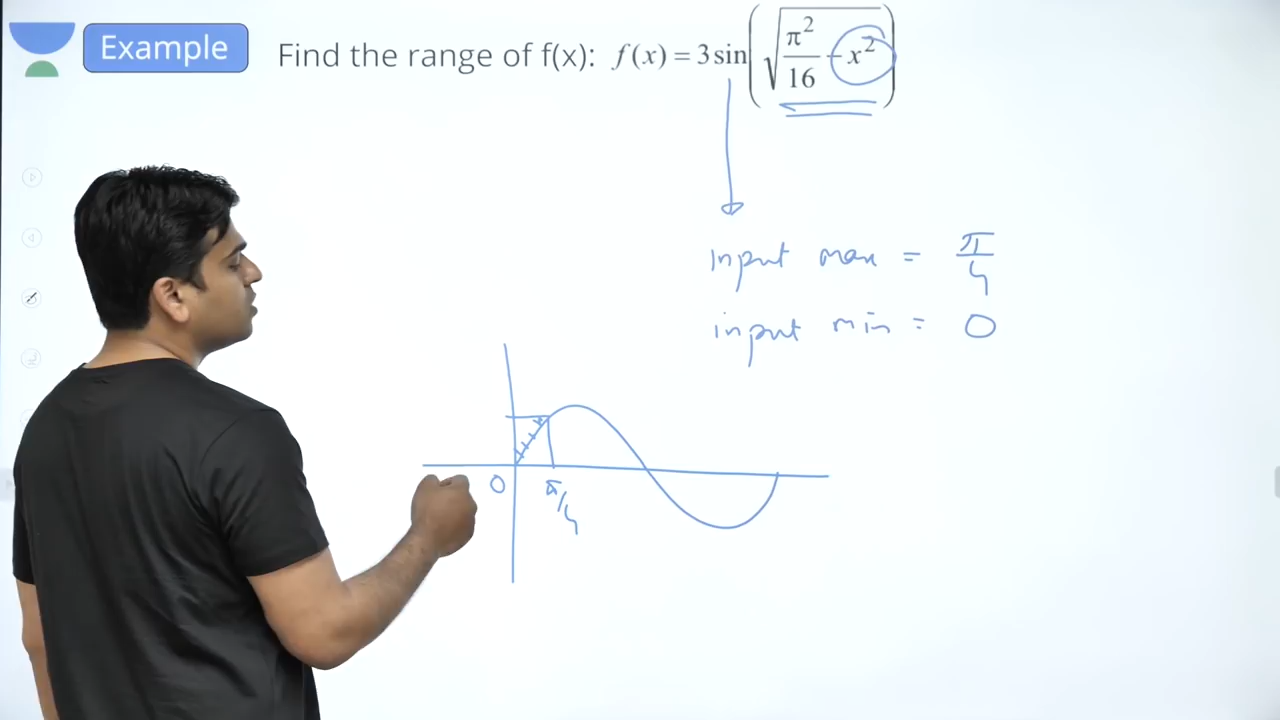 Example
Find the range of f(x): f(x) = 3 sin(√(π²/16 − x²))
input max = π/4
input min = 0
0
π/4